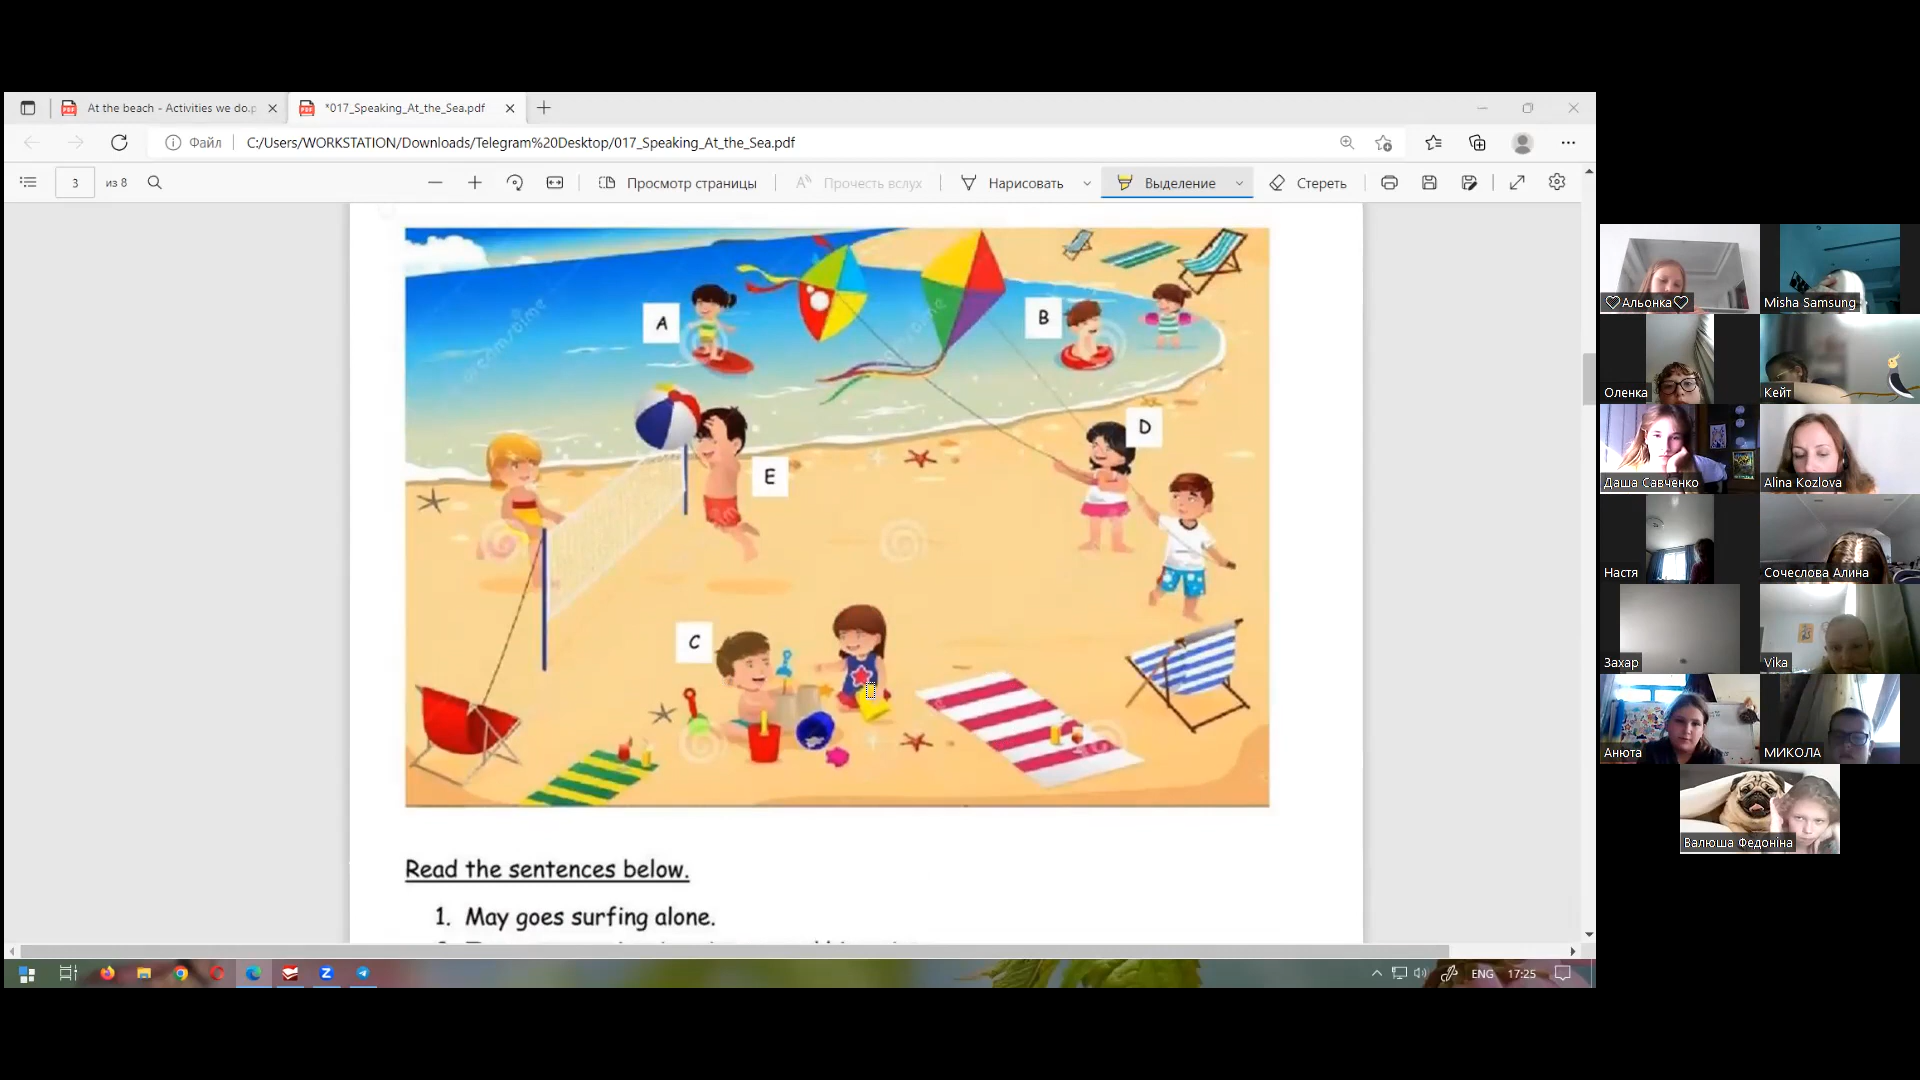 At the beach - Activities we do.p
*017_Speaking_At_the_Sea.pdf
Файл
C:/Users/WORKSTATION/Downloads/Telegram%20Desktop/017_Speaking_At_the_Sea.pdf
3 из 8
Просмотр страницы
Прочесть вслух
Нарисовать
Выделение
Стереть
A
B
D
E
C
Read the sentences below.
1. May goes surfing alone.
ENG 17:25
♡Альонка♡
Misha Samsung
Оленка
Кейт
Даша Савченко
Alina Kozlova
Настя
Сочеслова Алина
Захар
Vika
Анюта
МИКОЛА
Валюша Федоніна